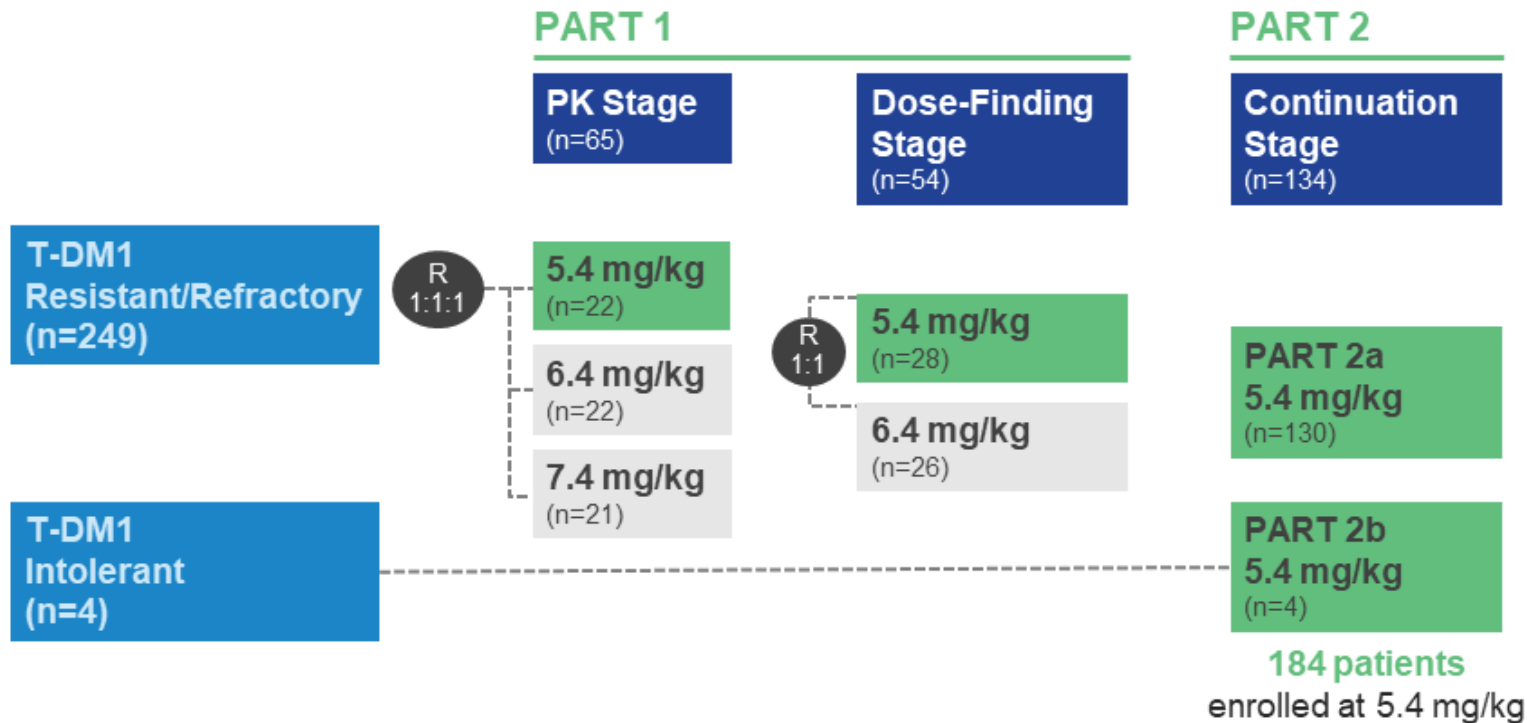 PART 1
PART 2
PK Stage
(n=65)
Dose-Finding
Stage
(n=54)
Continuation
Stage
(n=134)
T-DM1
Resistant/Refractory
(n=249)
R
1:1:1
5.4 mg/kg
(n=22)
6.4 mg/kg
(n=22)
7.4 mg/kg
(n=21)
R
1:1
5.4 mg/kg
(n=28)
6.4 mg/kg
(n=26)
PART 2a
5.4 mg/kg
(n=130)
T-DM1
Intolerant
(n=4)
PART 2b
5.4 mg/kg
(n=4)
184 patients
enrolled at 5.4 mg/kg